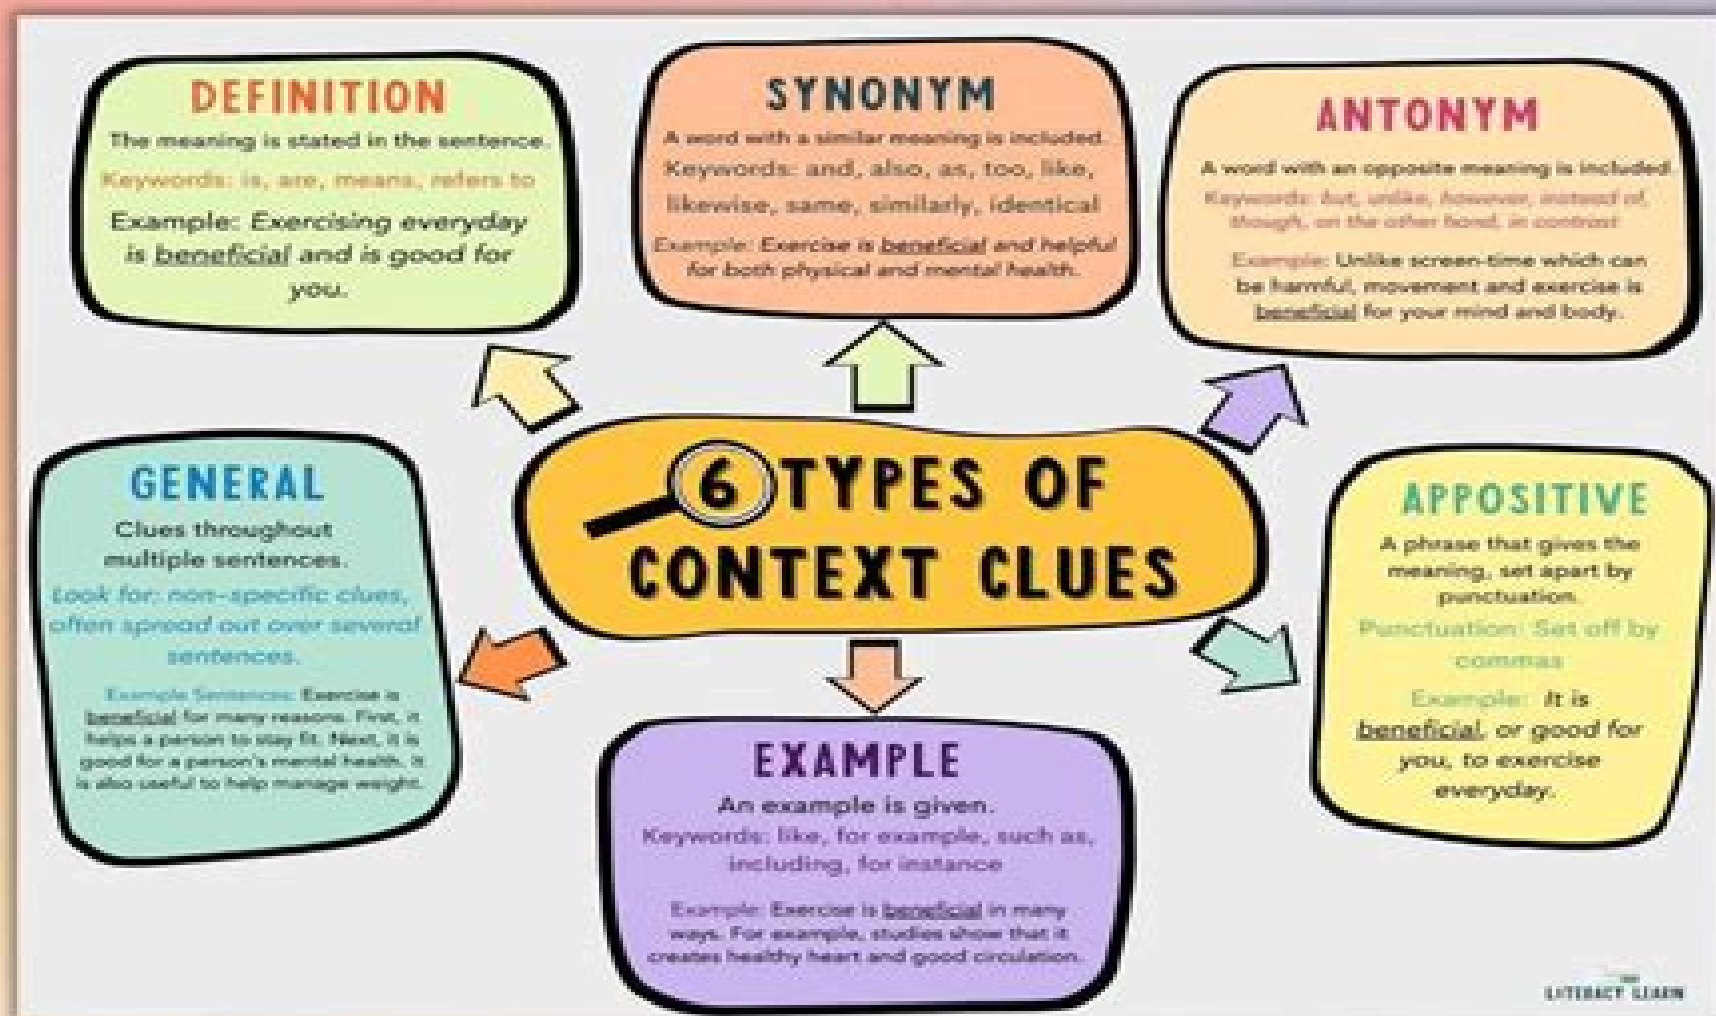 DEFINITION
The meaning is stated in the sentence.
Keywords: is, are, means, refers to
Example: Exercising everyday
is beneficial and is good for
you.
SYNONYM
A word with a similar meaning is included.
Keywords: and, also, as, too, like,
likewise, same, similarly, identical
Example: Exercise is beneficial and helpful
for both physical and mental health.
ANTONYM
A word with an opposite meaning is included.
Keywords: but, unlike, however, instead of,
though, on the other hand, in contrast
Example: Unlike screen-time which can
be harmful, movement and exercise is
beneficial for your mind and body.
6 TYPES OF
CONTEXT CLUES
GENERAL
Clues throughout
multiple sentences.
Look for: non-specific clues,
often spread out over several
sentences.
Example Sentences: Exercise is
beneficial for many reasons. First, it
helps a person to stay fit. Next, it is
good for a person's mental health. It
is also useful to help manage weight.
APPOSITIVE
A phrase that gives the
meaning, set apart by
punctuation.
Punctuation: Set off by
commas
Example: It is
beneficial, or good for
you, to exercise
everyday.
EXAMPLE
An example is given.
Keywords: like, for example, such as,
including, for instance
Example: Exercise is beneficial in many
ways. For example, studies show that it
creates healthy heart and good circulation.
LITERACY LEARN